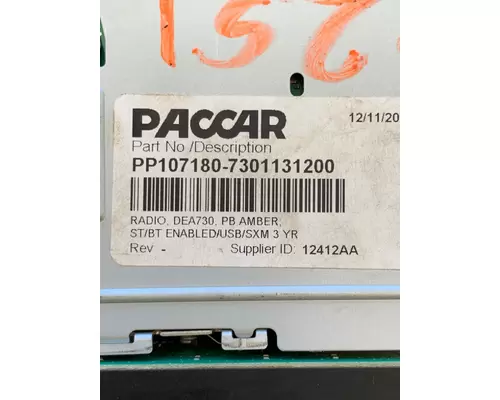 PACCAR
12/11/20
Part No /Description
PP107180-7301131200
RADIO, DEA730, PB AMBER,
ST/BT ENABLED/USB/SXM 3 YR
Rev - Supplier ID: 12412AA